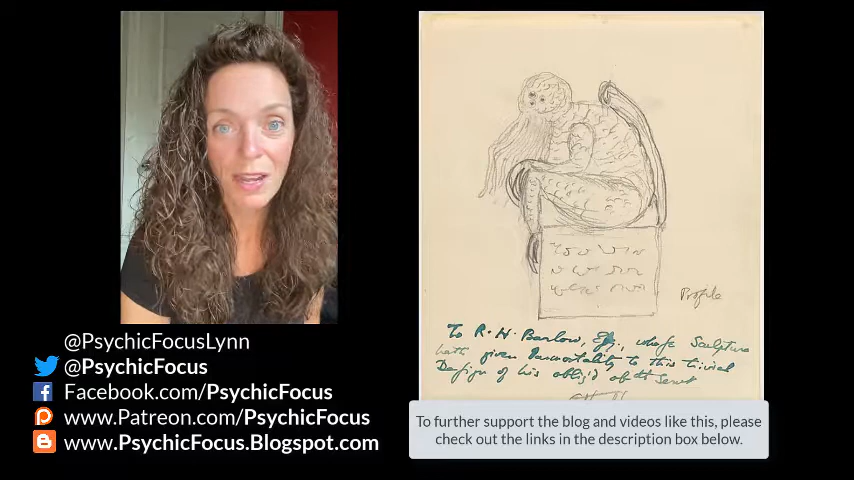 @PsychicFocusLynn
@PsychicFocus
Facebook.com/PsychicFocus
www.Patreon.com/PsychicFocus
www.PsychicFocus.Blogspot.com
Profile
To R. H. Barlow, Esq., whose Sculpture
hath given Immortality to this trivial
Design of his oblig'd obt Servt
To further support the blog and videos like this, please
check out the links in the description box below.